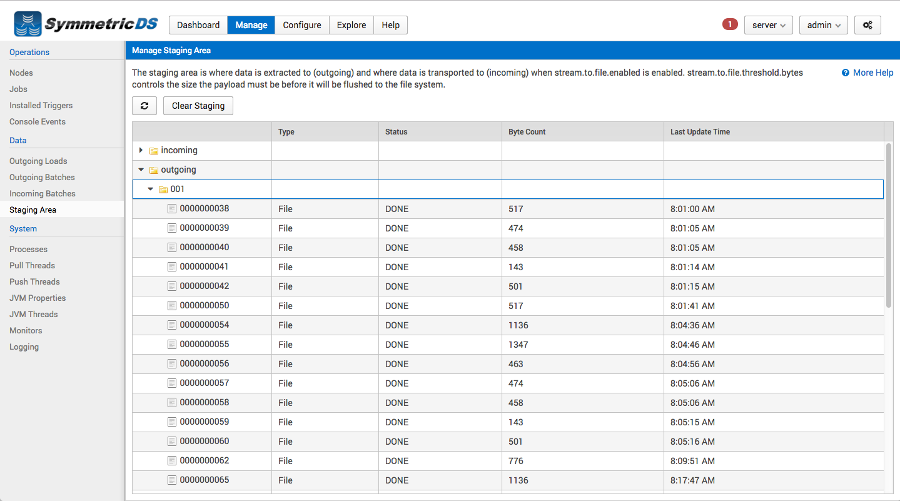 SymmetricDS
Dashboard Manage Configure Explore Help
1 server admin
Operations
Nodes
Jobs
Installed Triggers
Console Events
Data
Outgoing Loads
Outgoing Batches
Incoming Batches
Staging Area
System
Processes
Pull Threads
Push Threads
JVM Properties
JVM Threads
Monitors
Logging
Manage Staging Area
The staging area is where data is extracted to (outgoing) and where data is transported to (incoming) when stream.to.file.enabled is enabled. stream.to.file.threshold.bytes
controls the size the payload must be before it will be flushed to the file system.
More Help
Clear Staging
Type Status Byte Count Last Update Time
incoming
outgoing
001
0000000038 File DONE 517 8:01:00 AM
0000000039 File DONE 474 8:01:05 AM
0000000040 File DONE 458 8:01:05 AM
0000000041 File DONE 143 8:01:14 AM
0000000042 File DONE 501 8:01:15 AM
0000000050 File DONE 517 8:01:41 AM
0000000054 File DONE 1136 8:04:36 AM
0000000055 File DONE 1347 8:04:46 AM
0000000056 File DONE 463 8:04:56 AM
0000000057 File DONE 474 8:05:06 AM
0000000058 File DONE 458 8:05:06 AM
0000000059 File DONE 143 8:05:15 AM
0000000060 File DONE 501 8:05:16 AM
0000000062 File DONE 776 8:09:51 AM
0000000065 File DONE 1136 8:17:47 AM